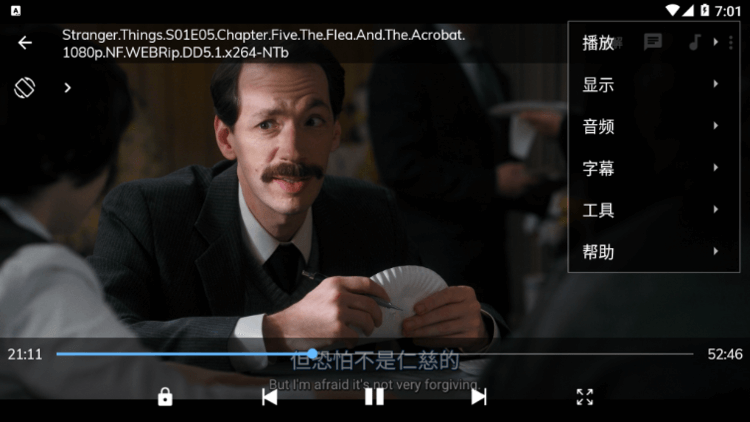 7:01
Stranger.Things.S01E05.Chapter.Five.The.Flea.And.The.Acrobat.
1080p.NF.WEBRip.DD5.1.x264-NTb
播放
显示
音频
字幕
工具
帮助
21:11
52:46
但恐怕不是仁慈的
But I'm afraid it's not very forgiving.